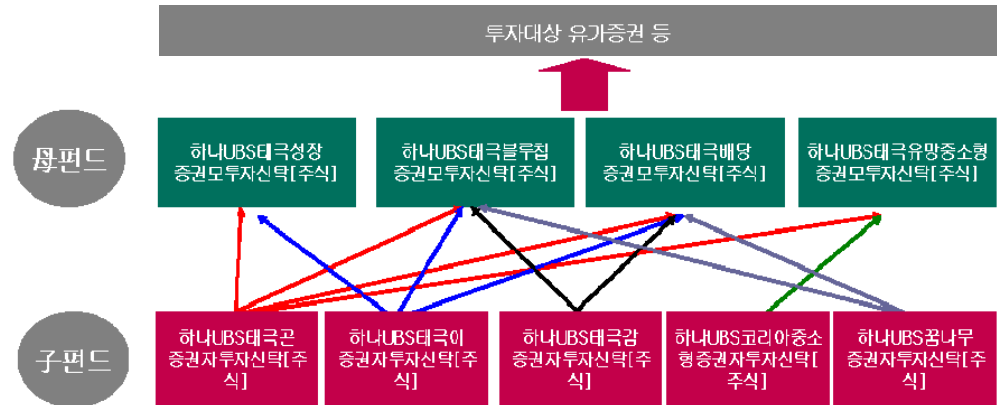 투자대상 유가증권 등
母펀드
하나UBS태극성장
증권모투자신탁[주식]
하나UBS태극블루칩
증권모투자신탁[주식]
하나UBS태극배당
증권모투자신탁[주식]
하나UBS태극유망중소형
증권모투자신탁[주식]
子펀드
하나UBS태극곤
증권자투자신탁[주
식]
하나UBS태극이
증권자투자신탁[주
식]
하나UBS태극감
증권자투자신탁[주
식]
하나UBS코리아중소
형증권자투자신탁[
주식]
하나UBS꿈나무
증권자투자신탁[주
식]